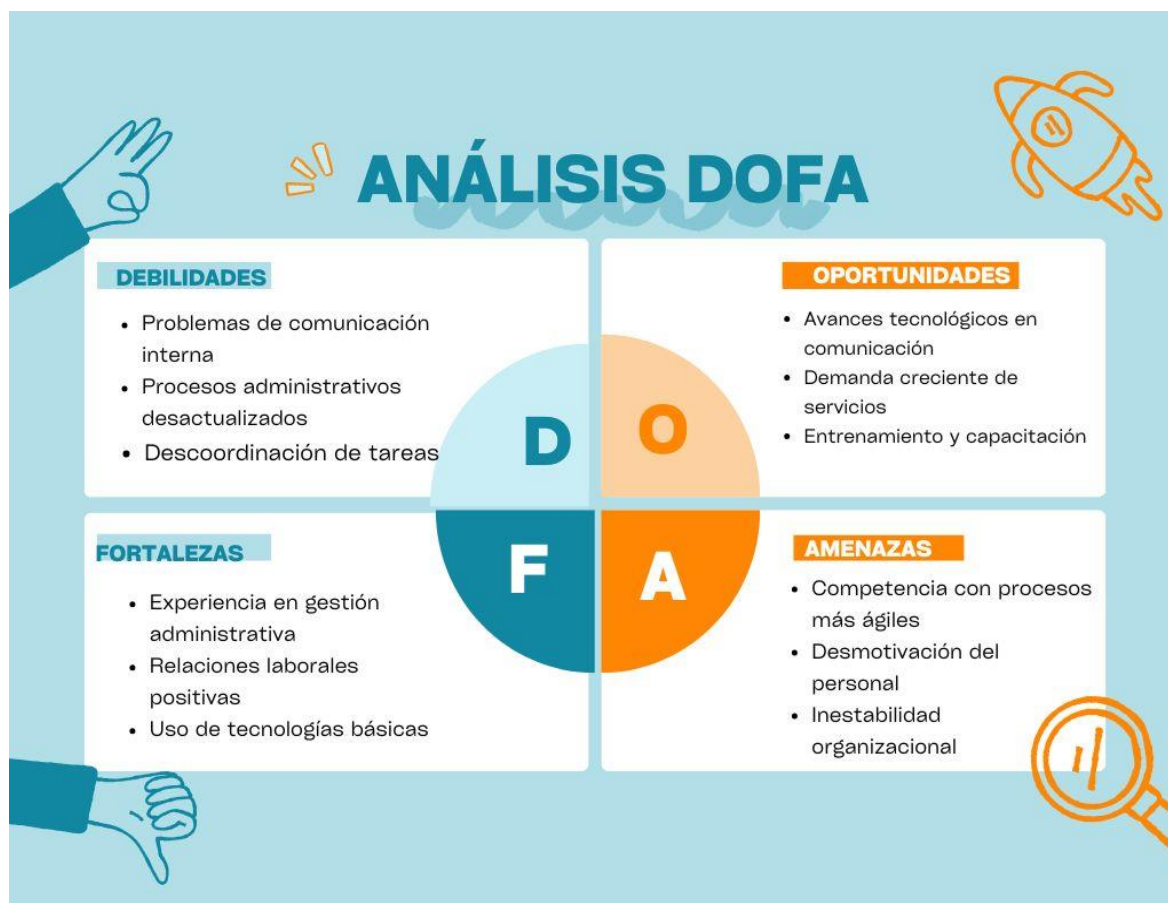 ANÁLISIS DOFA
DEBILIDADES
• Problemas de comunicación
interna
• Procesos administrativos
desactualizados
• Descoordinación de tareas
OPORTUNIDADES
• Avances tecnológicos en
comunicación
• Demanda creciente de
servicios
• Entrenamiento y capacitación
D
O
F
A
FORTALEZAS
• Experiencia en gestión
administrativa
• Relaciones laborales
positivas
• Uso de tecnologías básicas
AMENAZAS
• Competencia con procesos
más ágiles
• Desmotivación del
personal
• Inestabilidad
organizacional